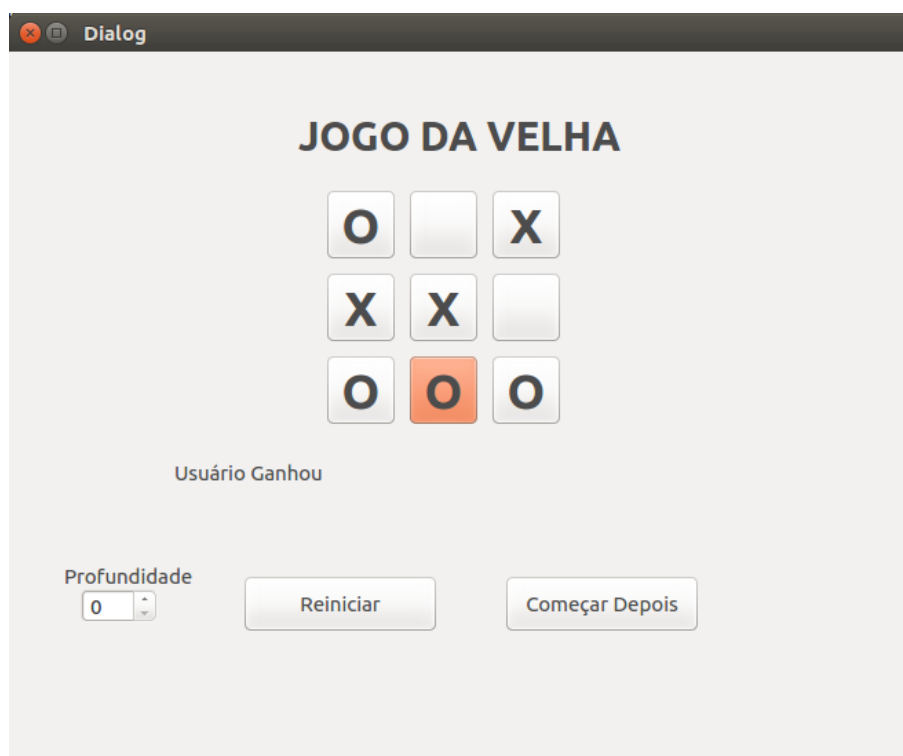 Dialog
JOGO DA VELHA
O X
X X
O O O
Usuário Ganhou
Profundidade
0
Reiniciar
Começar Depois